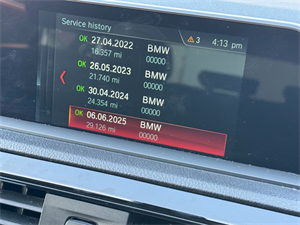 Service history
3 4:13 pm
OK 27.04.2022 BMW
16.357 mi 00000
OK 26.05.2023 BMW
21.740 mi 00000
OK 30.04.2024 BMW
24.354 mi 00000
OK 06.06.2025 BMW
29.126 mi 00000